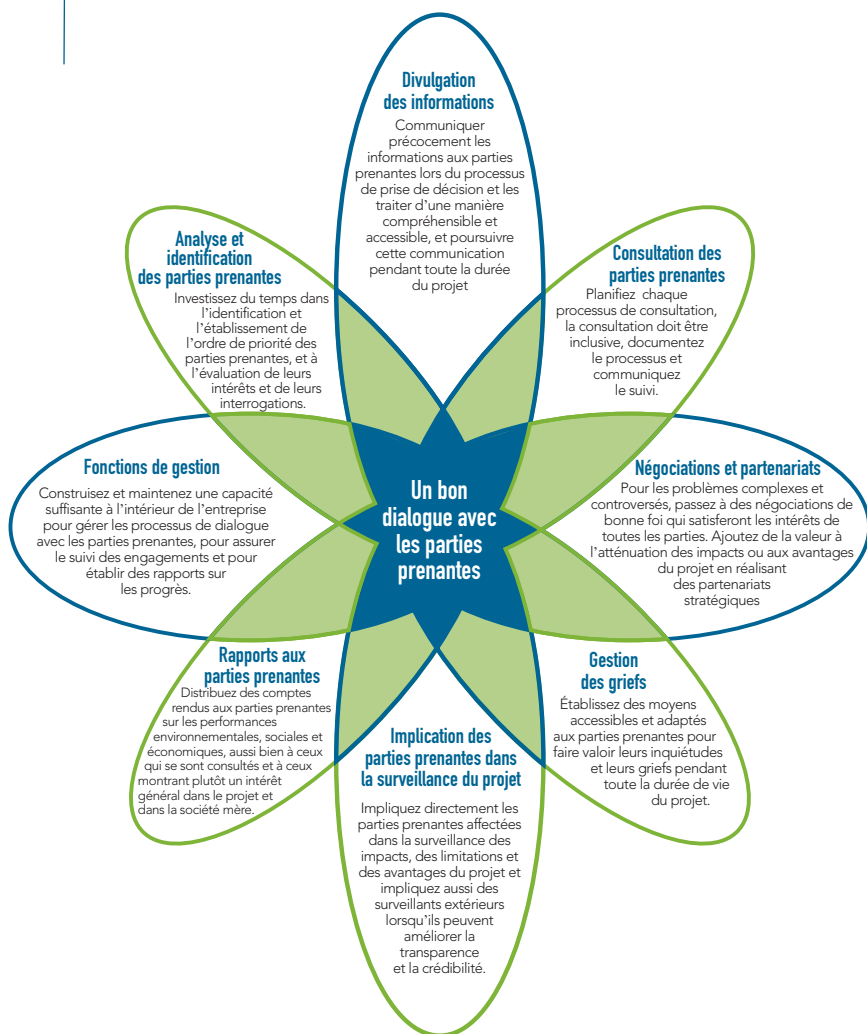 Divulgation
des informations
Communiquer
précocement les
informations aux parties
prenantes lors du processus
de prise de décision et les
traiter d'une manière
compréhensible et
accessible, et poursuivre
cette communication
pendant toute la durée
du projet
Analyse et
identification
des parties prenantes
Investissez du temps dans
l'identification et
l'établissement de
l'ordre de priorité des
parties prenantes, et à
l'évaluation de leurs
intérêts et de leurs
interrogations.
Consultation des
parties prenantes
Planifiez chaque
processus de consultation,
la consultation doit être
inclusive, documentez
le processus et
communiquez
le suivi.
Fonctions de gestion
Construisez et maintenez une capacité
suffisante à l'intérieur de l'entreprise
pour gérer les processus de dialogue
avec les parties prenantes, pour assurer
le suivi des engagements et pour
établir des rapports sur
les progrès.
Un bon
dialogue avec
les parties
prenantes
Négociations et partenariats
Pour les problèmes complexes et
controversés, passez à des négociations de
bonne foi qui satisferont les intérêts de
toutes les parties. Ajoutez de la valeur à
l'atténuation des impacts ou aux avantages
du projet en réalisant
des partenariats
stratégiques
Rapports aux
parties prenantes
Distribuez des comptes
rendus aux parties prenantes
sur les performances
environnementales, sociales et
économiques, aussi bien à ceux
qui se sont consultés et à ceux
montrant plutôt un intérêt
général dans le projet et
dans la société mère.
Implication des
parties prenantes dans
la surveillance du projet
Impliquez directement les
parties prenantes affectées
dans la surveillance des
impacts, des limitations et
des avantages du projet et
impliquez aussi des
surveillants extérieurs
lorsqu'ils peuvent
améliorer la
transparence
et la crédibilité.
Gestion
des griefs
Établissez des moyens
accessibles et adaptés
aux parties prenantes pour
faire valoir leurs inquiétudes
et leurs griefs pendant
toute la durée de vie
du projet.